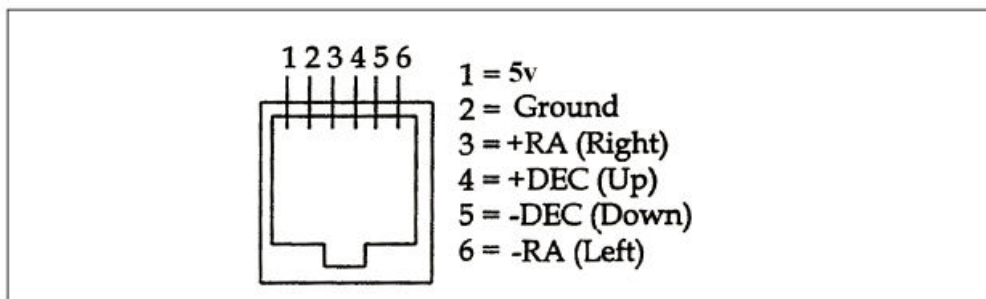 1 2 3 4 5 6
1 = 5v
2 = Ground
3 = +RA (Right)
4 = +DEC (Up)
5 = -DEC (Down)
6 = -RA (Left)